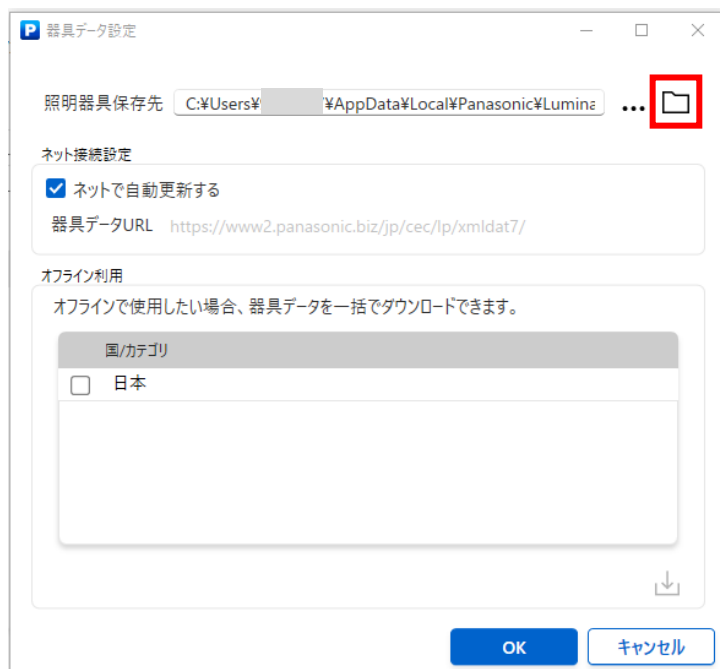 P 器具データ設定
照明器具保存先 C:¥Users¥ ¥AppData¥Local¥Panasonic¥Lumina ...
ネット接続設定
ネットで自動更新する
器具データURL https://www2.panasonic.biz/jp/cec/lp/xmldat7/
オフライン利用
オフラインで使用したい場合、器具データを一括でダウンロードできます。
国/カテゴリ
日本
OK キャンセル